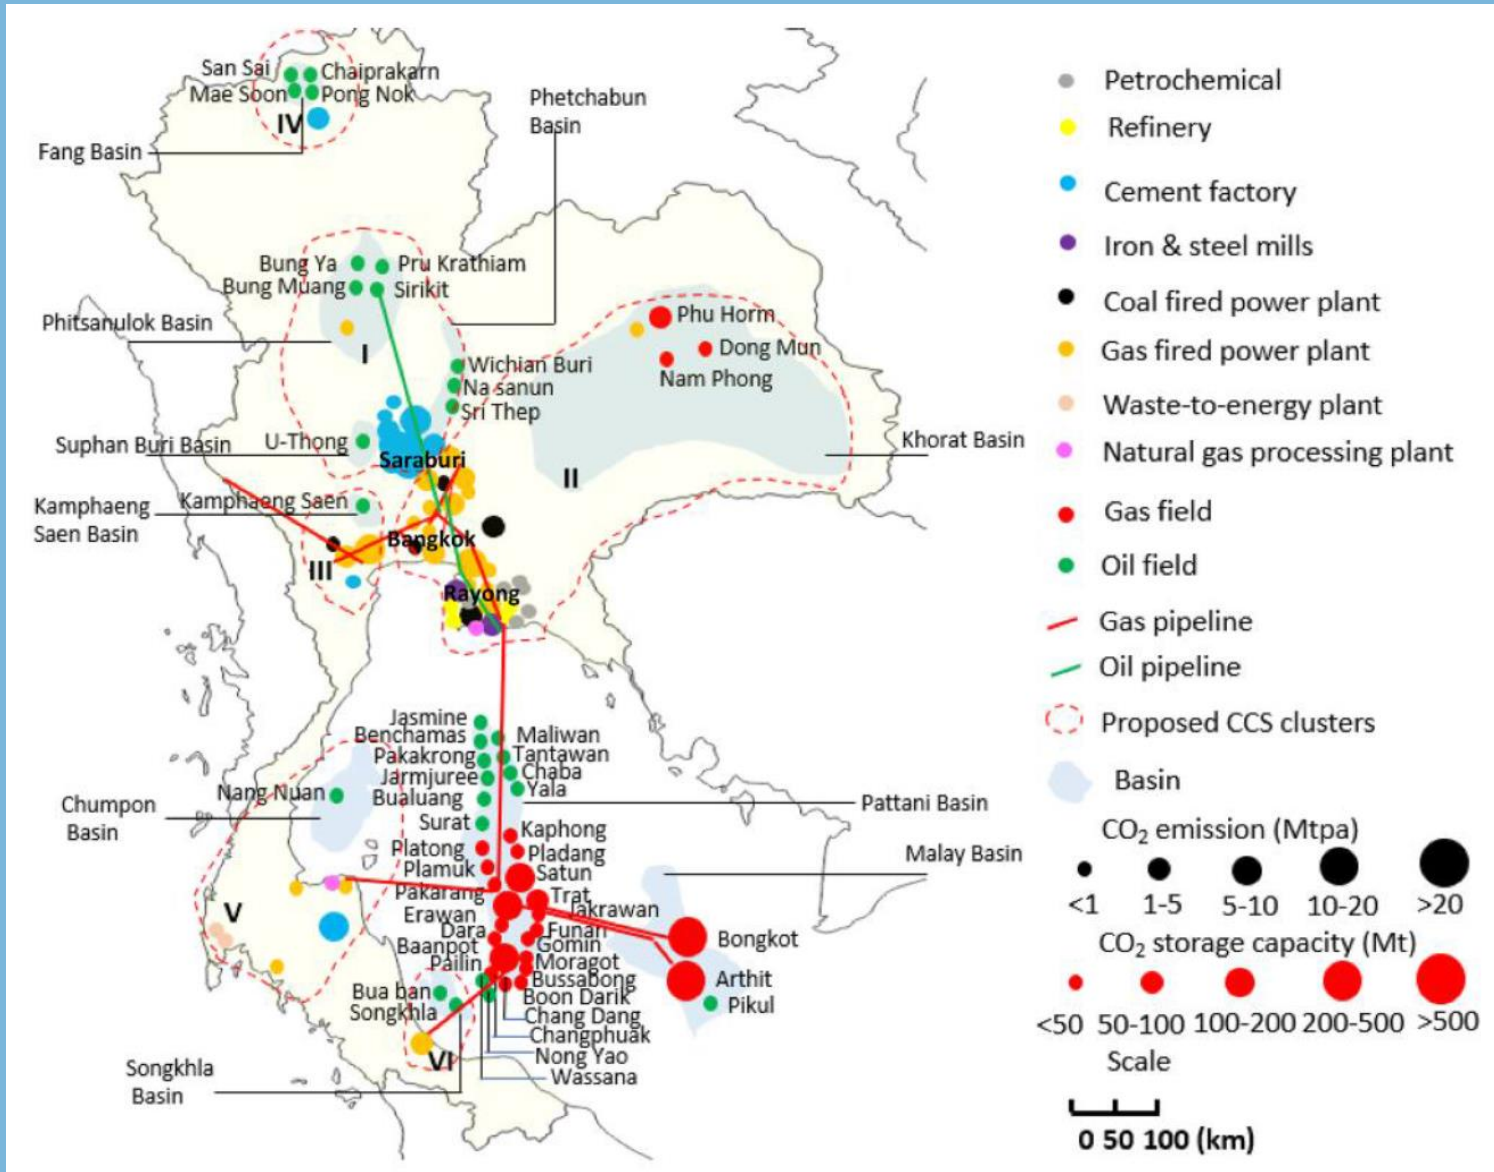 San Sai
Chaiprakarn
Mae Soon
Pong Nok
IV
Fang Basin
Phetchabun
Basin
Bung Ya
Pru Krathiam
Bung Muang
Sirikit
Phitsanulok Basin
I
Phu Horm
Dong Mun
Nam Phong
Wichian Buri
Na sanun
Sri Thep
Suphan Buri Basin
U-Thong
Saraburi
Khorat Basin
II
Kamphaeng
Saen Basin
Kamphaeng Saen
Bangkok
III
Rayong
Jasmine
Benchamas
Maliwan
Pakakrong
Tantawan
Jarmjuree
Chaba
Bualuang
Yala
Nang Nuan
Chumpon
Basin
Pattani Basin
Surat
Kaphong
Platong
Pladang
Plamuk
Satun
Malay Basin
Pakarang
Trat
Jakrawan
Erawan
Dara
Funan
Baanpot
Gomin
Pailin
Moragot
Bongkot
V
Bussabong
Arthit
Bua ban
Boon Darik
Pikul
Songkhla
Chang Dang
Changphuak
Nong Yao
Wassana
VI
Songkhla
Basin
Petrochemical
Refinery
Cement factory
Iron & steel mills
Coal fired power plant
Gas fired power plant
Waste-to-energy plant
Natural gas processing plant
Gas field
Oil field
Gas pipeline
Oil pipeline
Proposed CCS clusters
Basin
CO₂ emission (Mtpa)
<1 1-5 5-10 10-20 >20
CO₂ storage capacity (Mt)
<50 50-100 100-200 200-500 >500
Scale
0 50 100 (km)